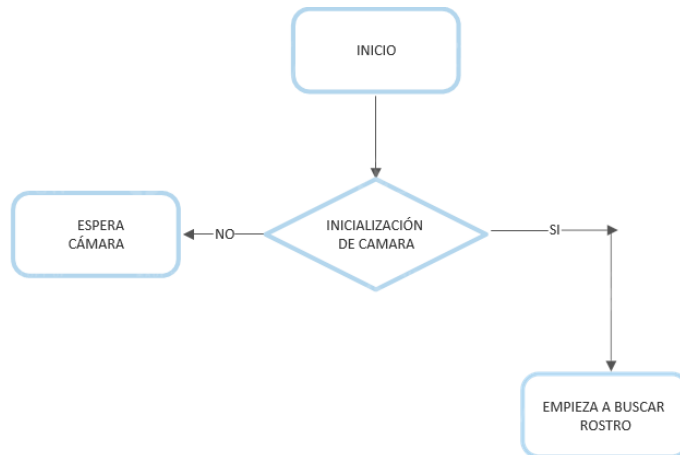 INICIO
INICIALIZACIÓN
DE CAMARA
NO
ESPERA
CÁMARA
SI
EMPIEZA A BUSCAR
ROSTRO